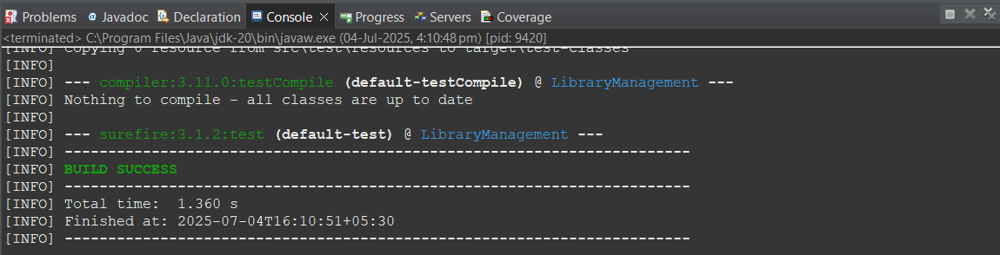 Problems @ Javadoc Declaration Console Progress Servers Coverage
<terminated> C:\Program Files\Java\jdk-20\bin\javaw.exe (04-Jul-2025, 4:10:48 pm) [pid: 9420]
[INFO] Copying 0 resource from src\test\resources to target\test-classes
[INFO]
[INFO] --- compiler:3.11.0:testCompile (default-testCompile) @ LibraryManagement ---
[INFO] Nothing to compile - all classes are up to date
[INFO]
[INFO] --- surefire:3.1.2:test (default-test) @ LibraryManagement ---
[INFO] ------------------------------------------------------------------------
[INFO] BUILD SUCCESS
[INFO] ------------------------------------------------------------------------
[INFO] Total time:  1.360 s
[INFO] Finished at: 2025-07-04T16:10:51+05:30
[INFO] ------------------------------------------------------------------------